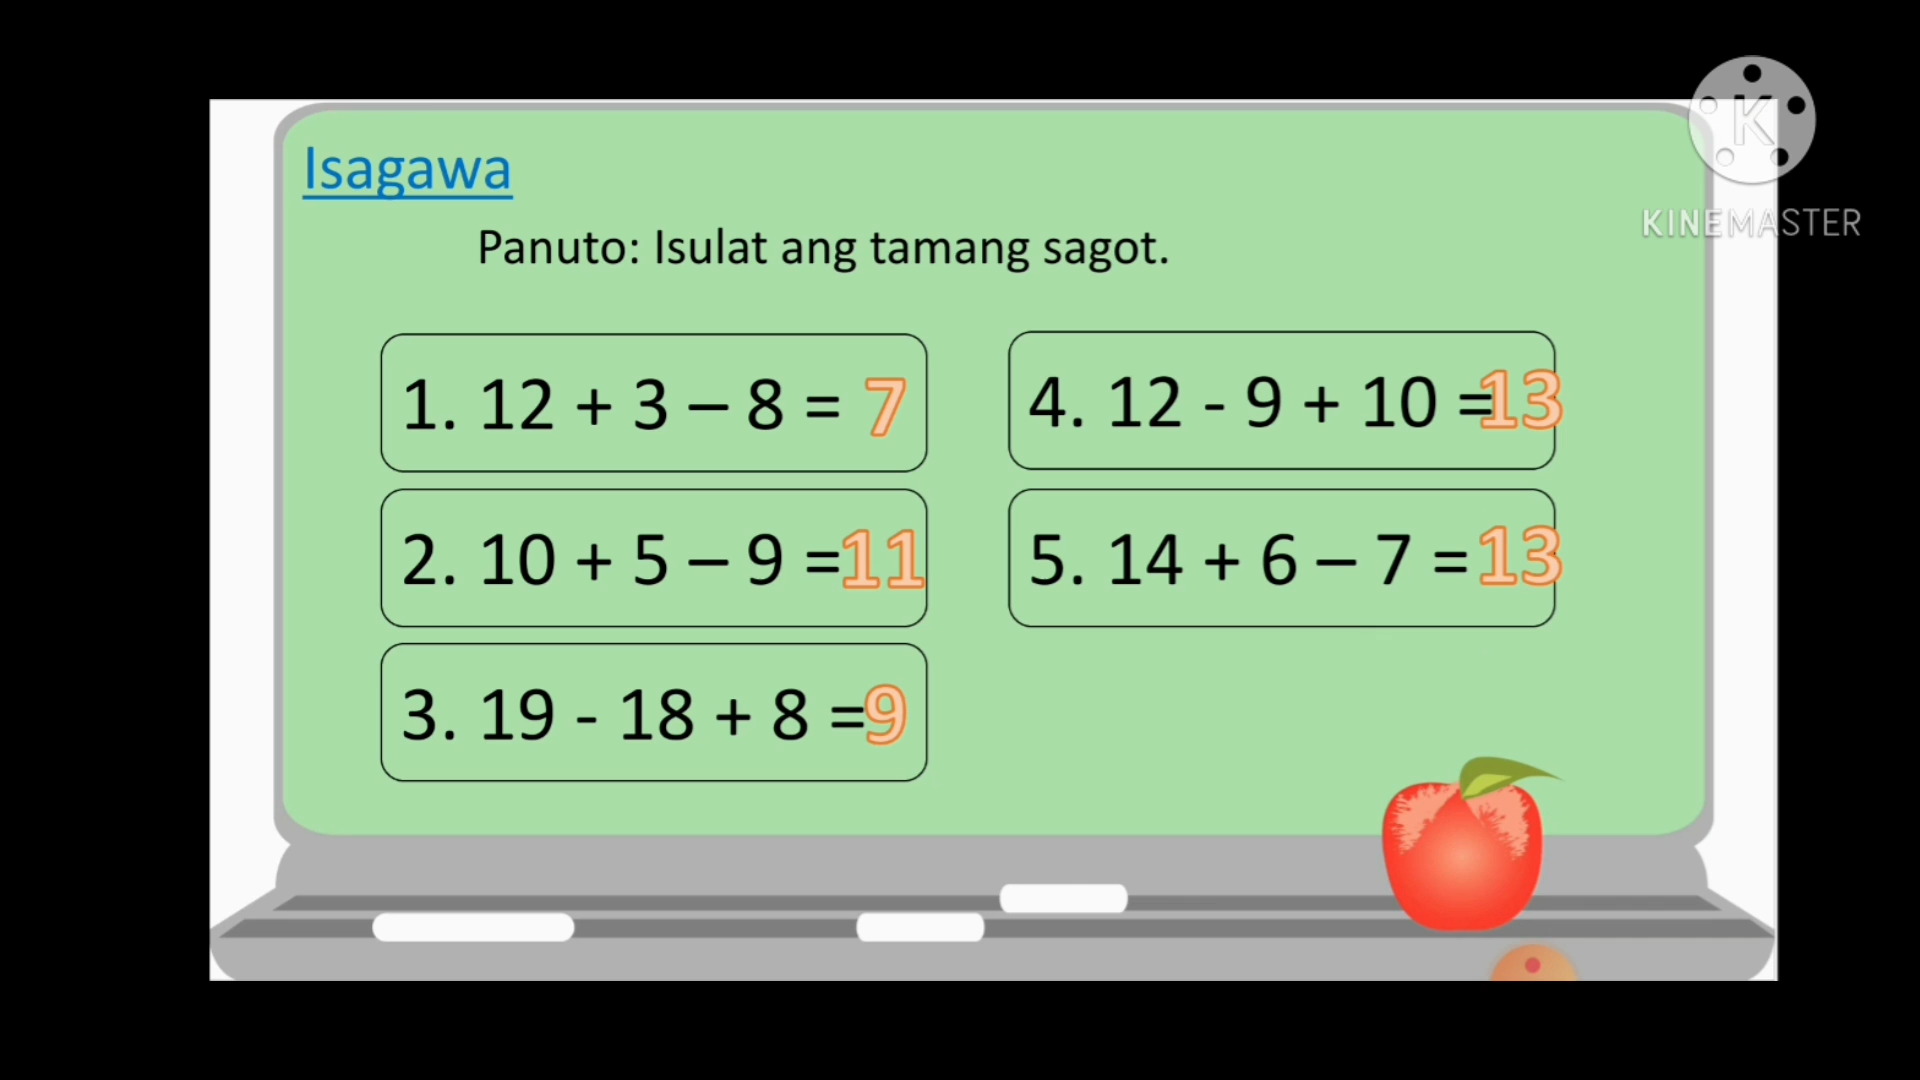 Isagawa
Panuto: Isulat ang tamang sagot.
1. 12 + 3 – 8 = 7
2. 10 + 5 – 9 =11
3. 19 - 18 + 8 =9
4. 12 - 9 + 10 =13
5. 14 + 6 – 7 =13
K
KINEMASTER